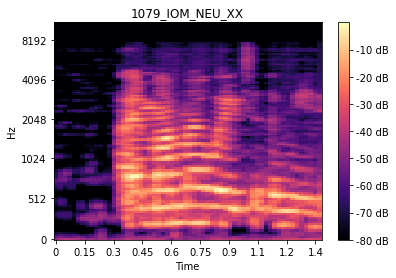 1079_IOM_NEU_XX
8192
4096
2048
1024
512
0
Hz
0 0.15 0.3 0.45 0.6 0.75 0.9 1.1 1.2 1.4
Time
-10 dB
-20 dB
-30 dB
-40 dB
-50 dB
-60 dB
-70 dB
-80 dB